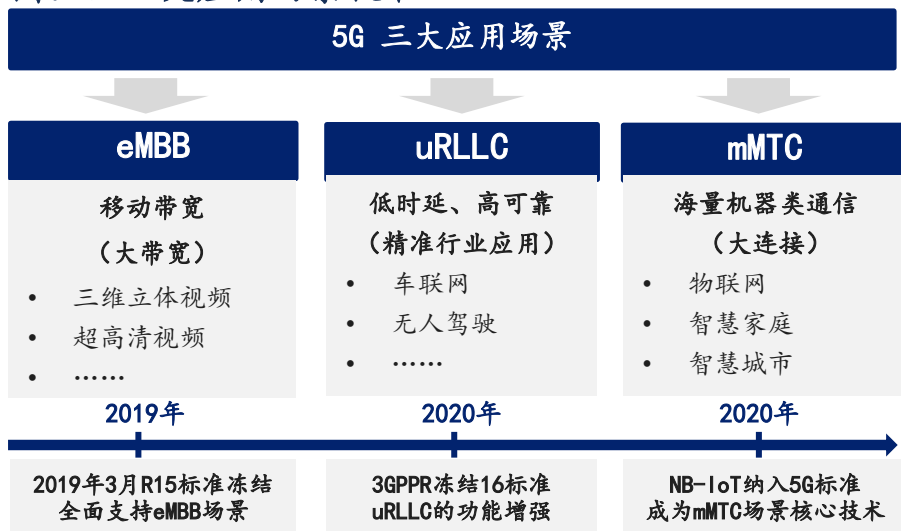 5G 三大应用场景
eMBB
移动带宽
（大带宽）
• 三维立体视频
• 超高清视频
• ……
uRLLC
低时延、高可靠
（精准行业应用）
• 车联网
• 无人驾驶
• ……
mMTC
海量机器类通信
（大连接）
• 物联网
• 智慧家庭
• 智慧城市
2019年
2020年
2020年
2019年3月R15标准冻结
全面支持eMBB场景
3GPPR冻结16标准
uRLLC的功能增强
NB-IoT纳入5G标准
成为mMTC场景核心技术